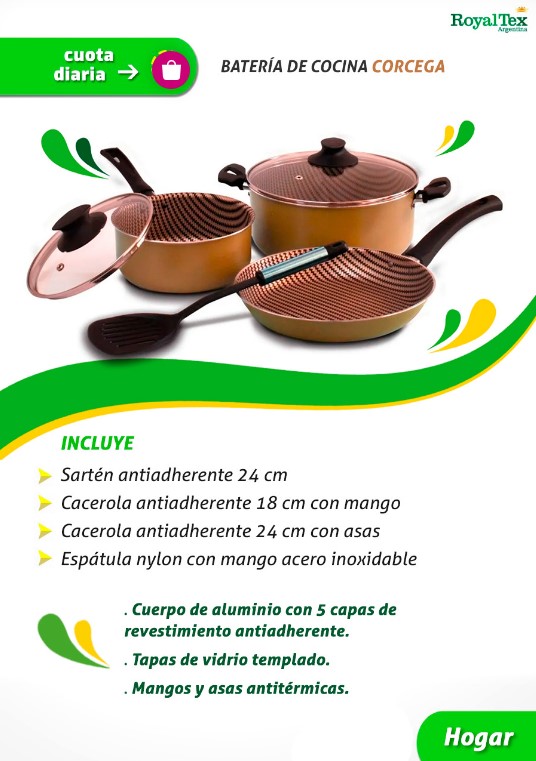 RoyalTex
Argentina
cuota
diaria →
BATERÍA DE COCINA CORCEGA
INCLUYE
Sartén antiadherente 24 cm
Cacerola antiadherente 18 cm con mango
Cacerola antiadherente 24 cm con asas
Espátula nylon con mango acero inoxidable
. Cuerpo de aluminio con 5 capas de
revestimiento antiadherente.
. Tapas de vidrio templado.
. Mangos y asas antitérmicas.
Hogar